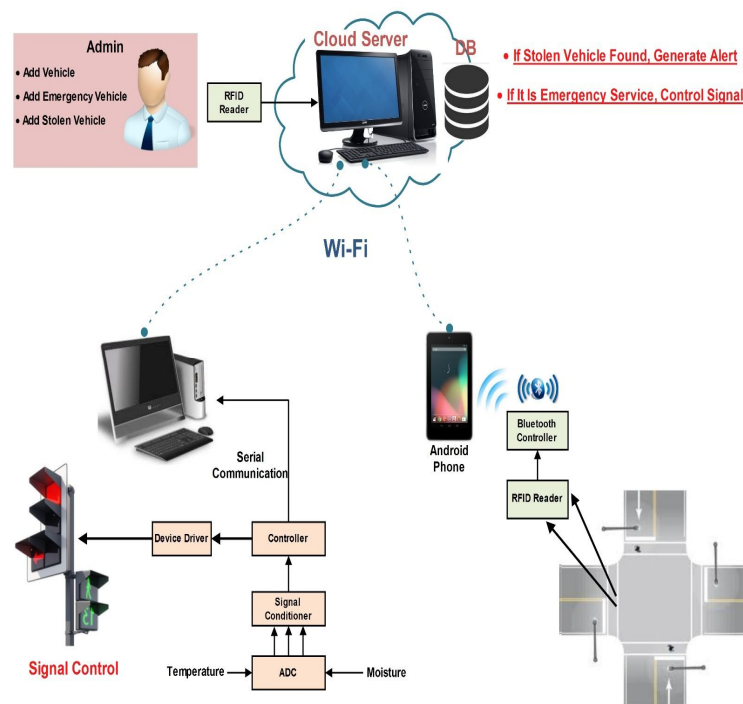 Admin
• Add Vehicle
• Add Emergency Vehicle
• Add Stolen Vehicle
RFID
Reader
Cloud Server
DB
• If Stolen Vehicle Found, Generate Alert
• If It Is Emergency Service, Control Signal
Wi-Fi
Serial
Communication
Android
Phone
Bluetooth
Controller
RFID Reader
Device Driver
Controller
Signal
Conditioner
Signal Control
Temperature
ADC
Moisture